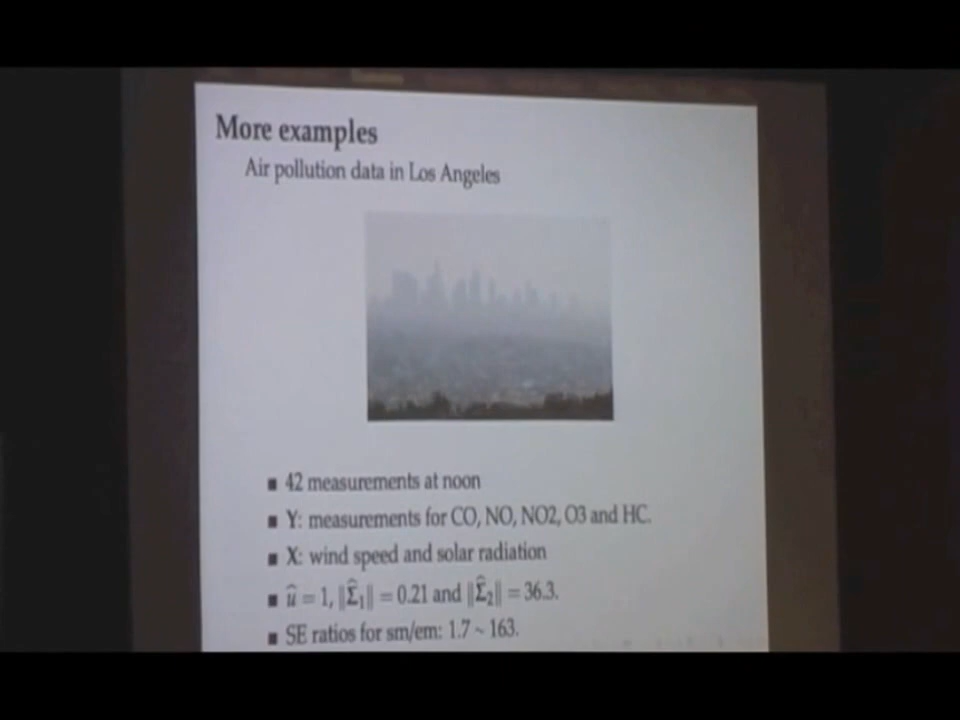 More examples
Air pollution data in Los Angeles
▪ 42 measurements at noon
▪ Y: measurements for CO, NO, NO2, O3 and HC.
▪ X: wind speed and solar radiation
▪ û = 1, ‖Σ̂₁‖ = 0.21 and ‖Σ̂₂‖ = 36.3.
▪ SE ratios for sm/em: 1.7 ~ 163.